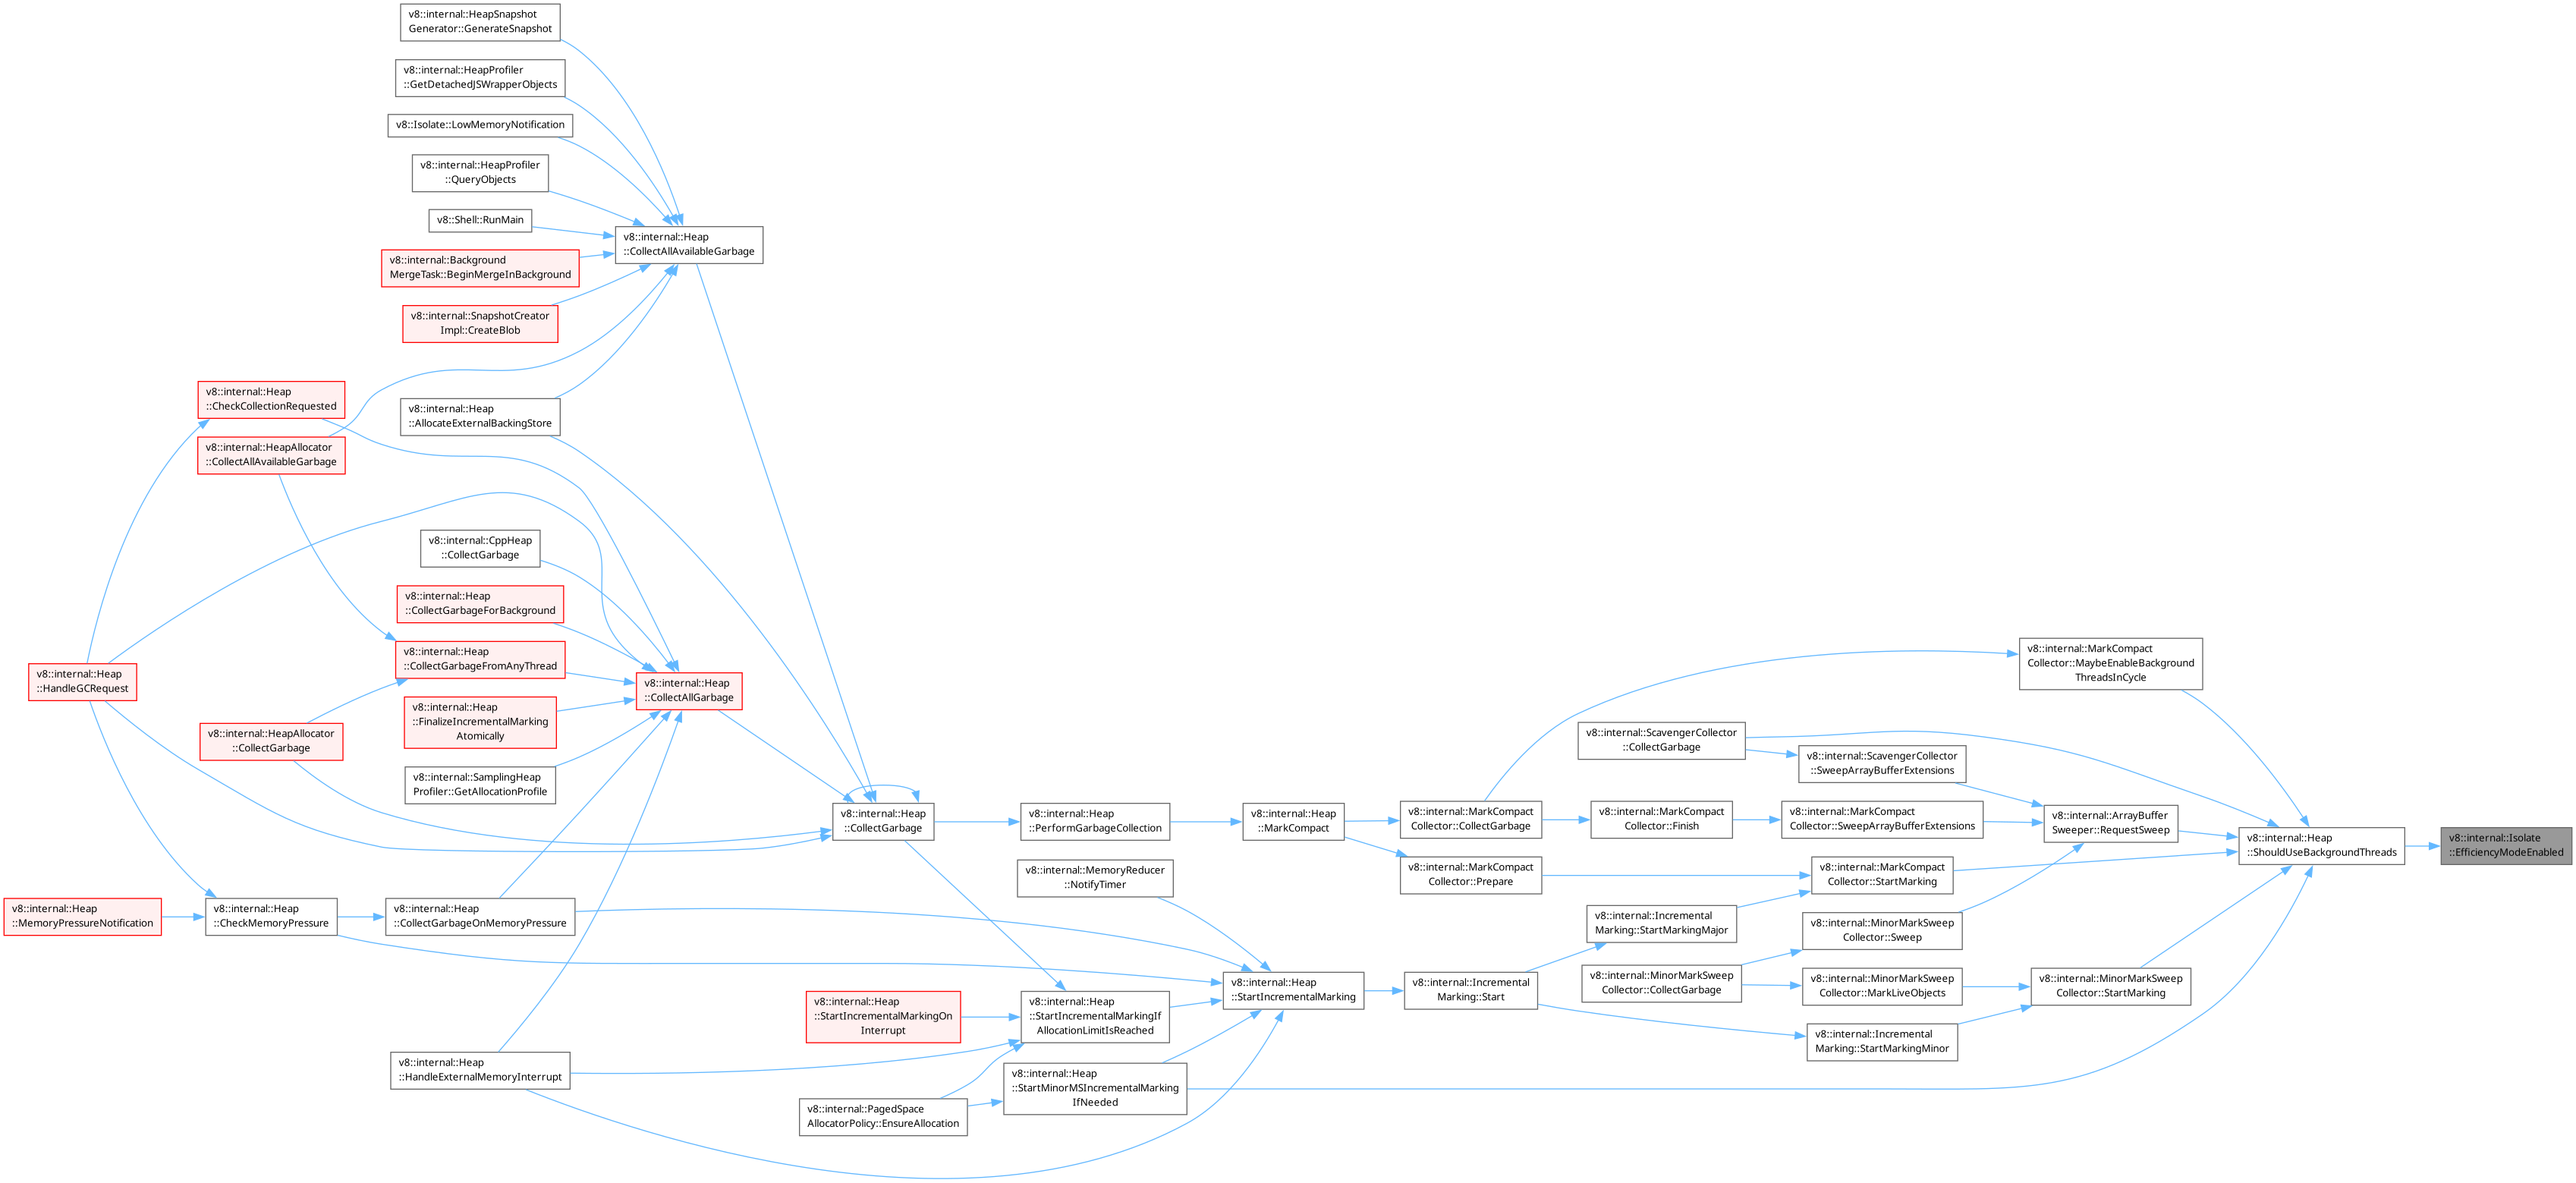 v8::internal::HeapSnapshot
Generator::GenerateSnapshot
v8::internal::HeapProfiler
::GetDetachedJSWrapperObjects
v8::Isolate::LowMemoryNotification
v8::internal::HeapProfiler
::QueryObjects
v8::Shell::RunMain
v8::internal::Background
MergeTask::BeginMergeInBackground
v8::internal::SnapshotCreator
Impl::CreateBlob
v8::internal::Heap
::CollectAllAvailableGarbage
v8::internal::Heap
::CheckCollectionRequested
v8::internal::HeapAllocator
::CollectAllAvailableGarbage
v8::internal::Heap
::AllocateExternalBackingStore
v8::internal::CppHeap
::CollectGarbage
v8::internal::Heap
::CollectGarbageForBackground
v8::internal::Heap
::CollectGarbageFromAnyThread
v8::internal::Heap
::HandleGCRequest
v8::internal::Heap
::CollectAllGarbage
v8::internal::Heap
::FinalizeIncrementalMarking
Atomically
v8::internal::HeapAllocator
::CollectGarbage
v8::internal::SamplingHeap
Profiler::GetAllocationProfile
v8::internal::Heap
::CollectGarbage
v8::internal::Heap
::PerformGarbageCollection
v8::internal::Heap
::MarkCompact
v8::internal::MarkCompact
Collector::CollectGarbage
v8::internal::MarkCompact
Collector::Finish
v8::internal::MarkCompact
Collector::SweepArrayBufferExtensions
v8::internal::ArrayBuffer
Sweeper::RequestSweep
v8::internal::MarkCompact
Collector::MaybeEnableBackground
ThreadsInCycle
v8::internal::ScavengerCollector
::CollectGarbage
v8::internal::ScavengerCollector
::SweepArrayBufferExtensions
v8::internal::Heap
::ShouldUseBackgroundThreads
v8::internal::Isolate
::EfficiencyModeEnabled
v8::internal::MarkCompact
Collector::Prepare
v8::internal::MarkCompact
Collector::StartMarking
v8::internal::MemoryReducer
::NotifyTimer
v8::internal::Heap
::MemoryPressureNotification
v8::internal::Heap
::CheckMemoryPressure
v8::internal::Heap
::CollectGarbageOnMemoryPressure
v8::internal::Incremental
Marking::StartMarkingMajor
v8::internal::MinorMarkSweep
Collector::Sweep
v8::internal::Heap
::StartIncrementalMarkingOn
Interrupt
v8::internal::Heap
::StartIncrementalMarkingIf
AllocationLimitIsReached
v8::internal::Heap
::StartIncrementalMarking
v8::internal::Incremental
Marking::Start
v8::internal::MinorMarkSweep
Collector::CollectGarbage
v8::internal::MinorMarkSweep
Collector::MarkLiveObjects
v8::internal::MinorMarkSweep
Collector::StartMarking
v8::internal::Incremental
Marking::StartMarkingMinor
v8::internal::Heap
::HandleExternalMemoryInterrupt
v8::internal::Heap
::StartMinorMSIncrementalMarking
IfNeeded
v8::internal::PagedSpace
AllocatorPolicy::EnsureAllocation